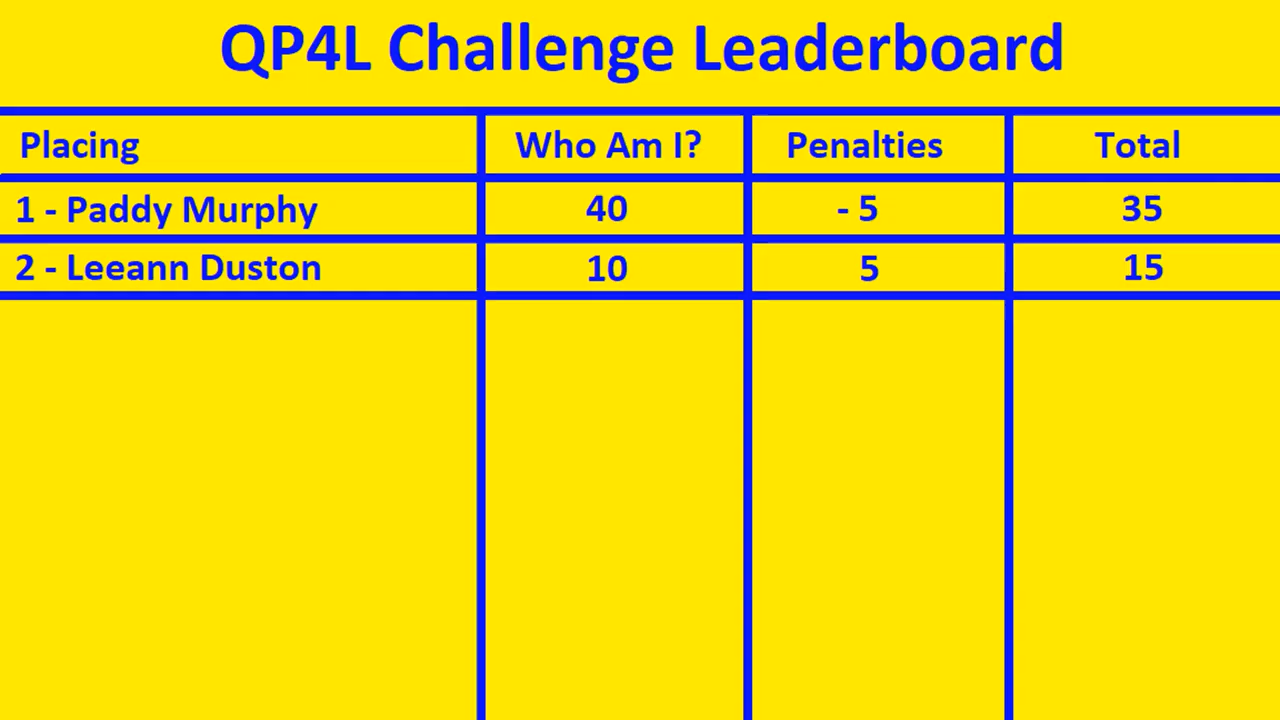 QP4L Challenge Leaderboard
Placing Who Am I? Penalties Total
1 - Paddy Murphy 40 - 5 35
2 - Leeann Duston 10 5 15